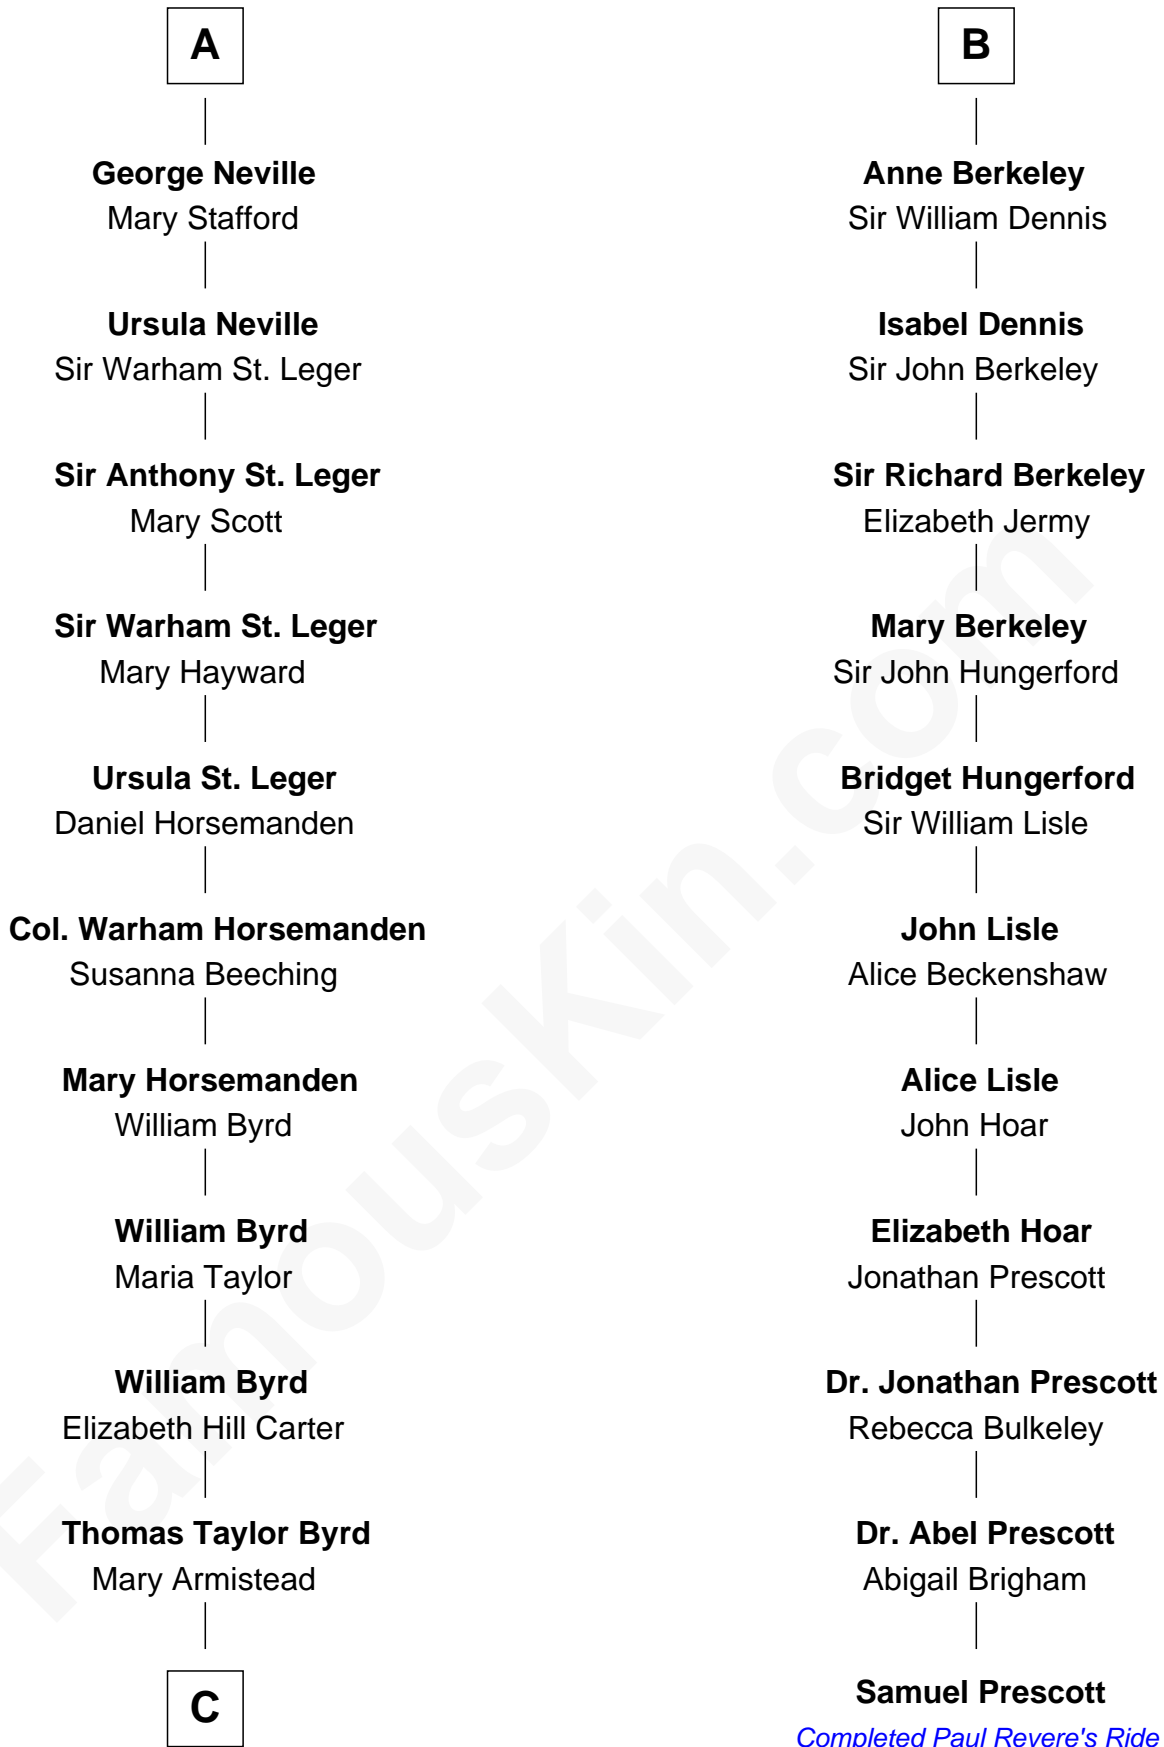 A
George Neville
Mary Stafford
Ursula Neville
Sir Warham St. Leger
Sir Anthony St. Leger
Mary Scott
Sir Warham St. Leger
Mary Hayward
Ursula St. Leger
Daniel Horsemanden
Col. Warham Horsemanden
Susanna Beeching
Mary Horsemanden
William Byrd
William Byrd
Maria Taylor
William Byrd
Elizabeth Hill Carter
Thomas Taylor Byrd
Mary Armistead
C
B
Anne Berkeley
Sir William Dennis
Isabel Dennis
Sir John Berkeley
Sir Richard Berkeley
Elizabeth Jermy
Mary Berkeley
Sir John Hungerford
Bridget Hungerford
Sir William Lisle
John Lisle
Alice Beckenshaw
Alice Lisle
John Hoar
Elizabeth Hoar
Jonathan Prescott
Dr. Jonathan Prescott
Rebecca Bulkeley
Dr. Abel Prescott
Abigail Brigham
Samuel Prescott
Completed Paul Revere's Ride
FamousKin.com